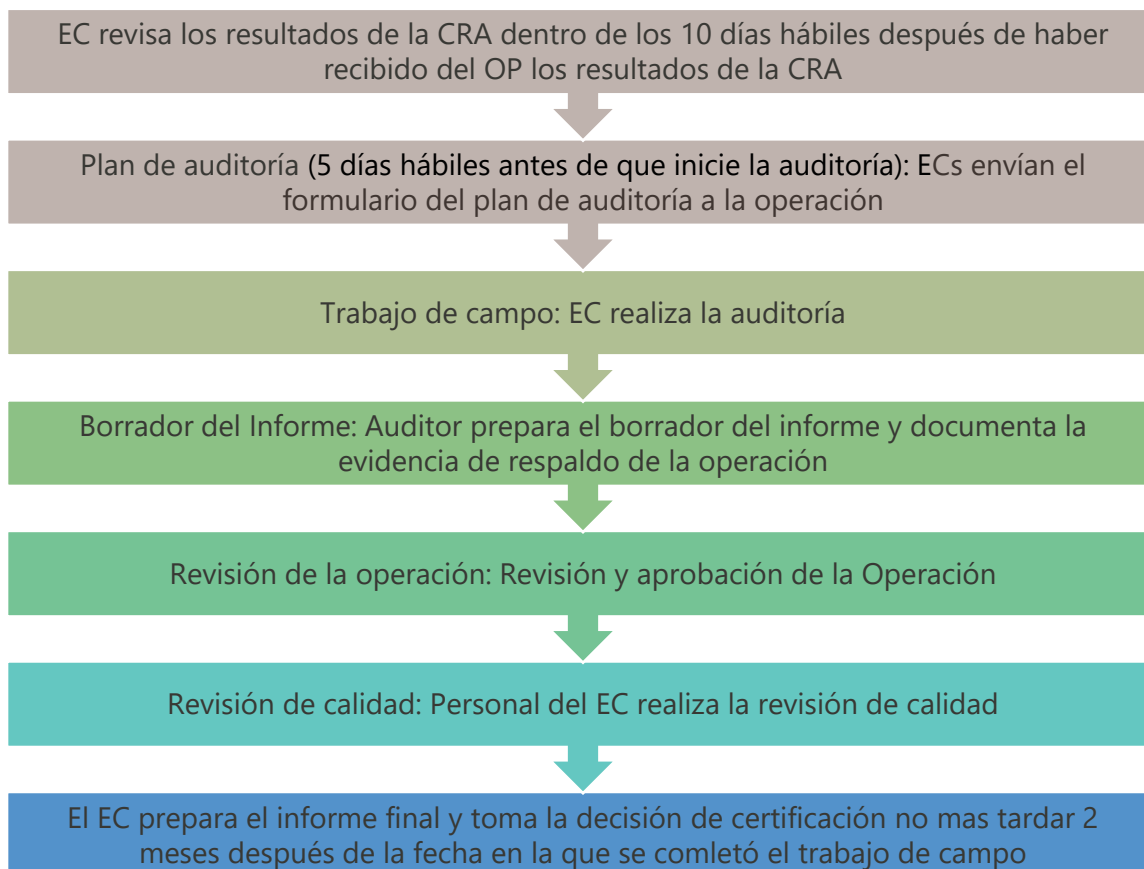 EC revisa los resultados de la CRA dentro de los 10 días hábiles después de haber
recibido del OP los resultados de la CRA
Plan de auditoría (5 días hábiles antes de que inicie la auditoría): ECs envían el
formulario del plan de auditoría a la operación
Trabajo de campo: EC realiza la auditoría
Borrador del Informe: Auditor prepara el borrador del informe y documenta la
evidencia de respaldo de la operación
Revisión de la operación: Revisión y aprobación de la Operación
Revisión de calidad: Personal del EC realiza la revisión de calidad
El EC prepara el informe final y toma la decisión de certificación no mas tardar 2
meses después de la fecha en la que se comletó el trabajo de campo